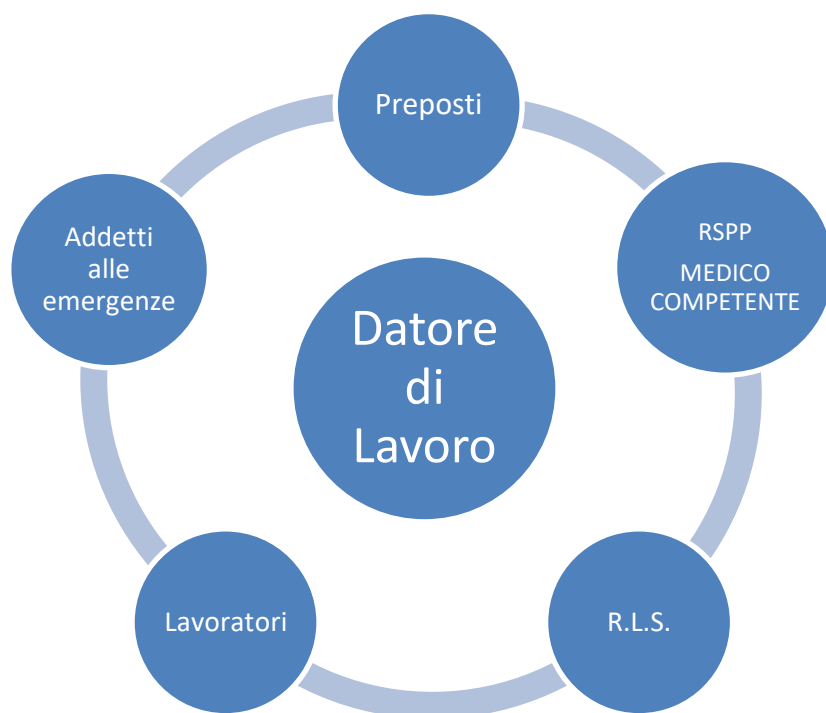 Preposti
RSPP
MEDICO
COMPETENTE
R.L.S.
Lavoratori
Addetti
alle
emergenze
Datore
di
Lavoro